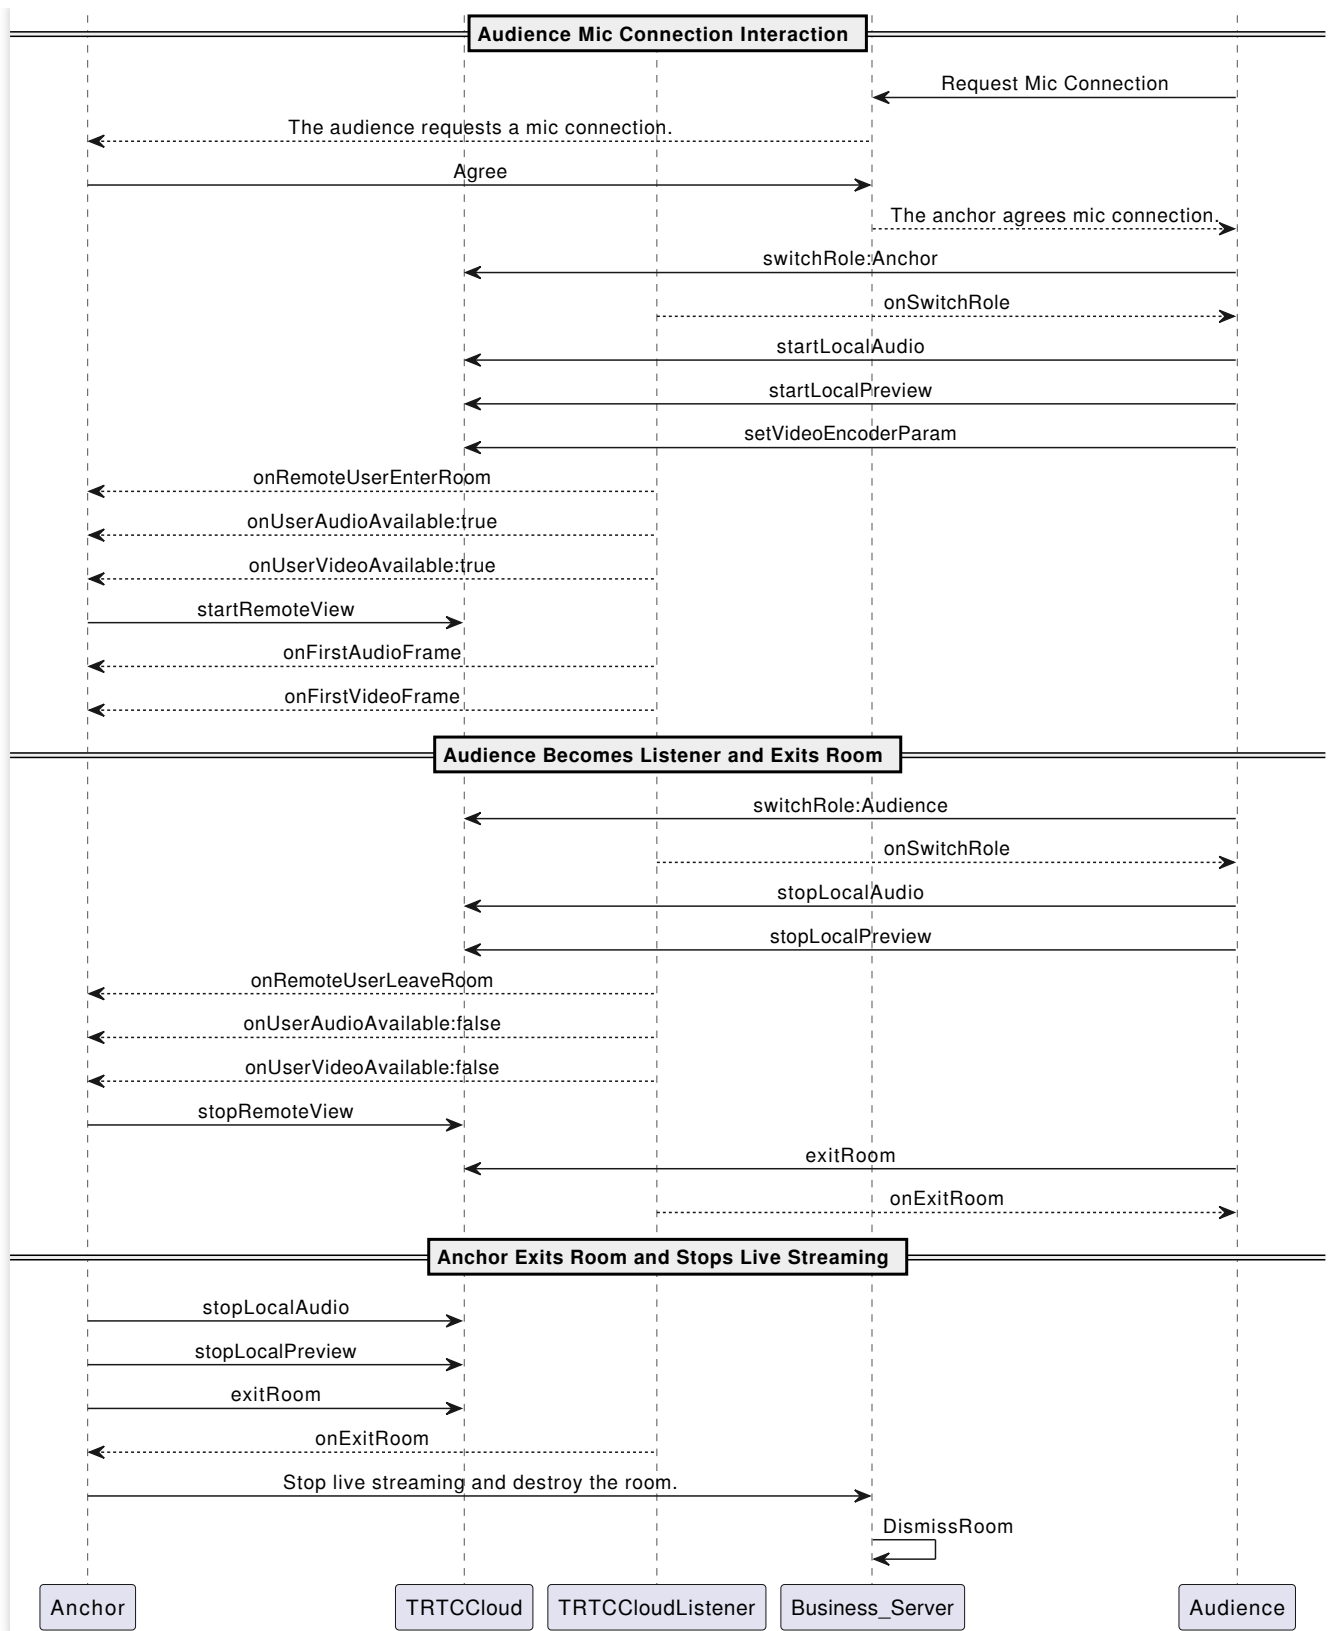 Audience Mic Connection Interaction
Request Mic Connection
The audience requests a mic connection.
Agree
The anchor agrees mic connection.
switchRole:Anchor
onSwitchRole
startLocalAudio
startLocalPreview
setVideoEncoderParam
onRemoteUserEnterRoom
onUserAudioAvailable:true
onUserVideoAvailable:true
startRemoteView
onFirstAudioFrame
onFirstVideoFrame
Audience Becomes Listener and Exits Room
switchRole:Audience
onSwitchRole
stopLocalAudio
stopLocalPreview
onRemoteUserLeaveRoom
onUserAudioAvailable:false
onUserVideoAvailable:false
stopRemoteView
exitRoom
onExitRoom
Anchor Exits Room and Stops Live Streaming
stopLocalAudio
stopLocalPreview
exitRoom
onExitRoom
Stop live streaming and destroy the room.
DismissRoom
Anchor TRTCCloud TRTCCloudListener Business_Server Audience